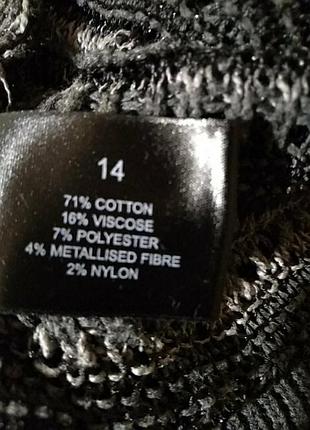 14
71% COTTON
16% VISCOSE
7% POLYESTER
4% METALLISED FIBRE
2% NYLON